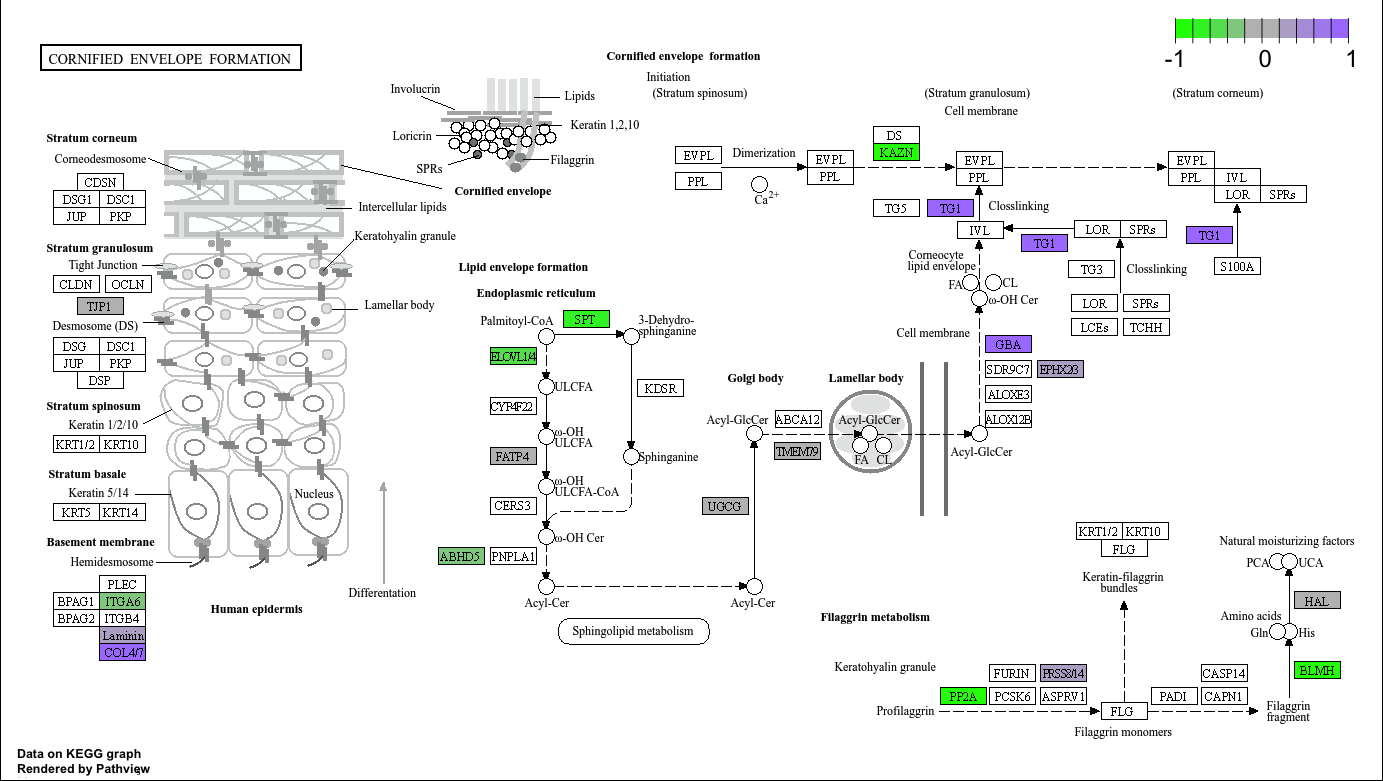 CORNIFIED ENVELOPE FORMATION
-1 0 1
Cornified envelope formation
Initiation
(Stratum spinosum)
(Stratum granulosum)
(Stratum corneum)
Cell membrane
Involucrin
Lipids
Keratin 1,2,10
Loricrin
SPRs
Filaggrin
Cornified envelope
Stratum corneum
Corneodesmosome
CDSN
DSG1 DSC1
JUP PKP
Intercellular lipids
Keratohyalin granule
Stratum granulosum
Tight Junction
CLDN OCLN
TJP1
Lamellar body
Desmosome (DS)
DSG DSC1
JUP PKP
DSP
Stratum spinosum
Keratin 1/2/10
KRT1/2 KRT10
Stratum basale
Keratin 5/14
Nucleus
KRT5 KRT14
Basement membrane
Hemidesmosome
PLEC
BPAG1 ITGA6
BPAG2 ITGB4
Laminin
COL4/7
Human epidermis
Differentiation
EVPL
PPL
Dimerization
Ca2+
EVPL
PPL
DS
KAZN
EVPL
PPL
EVPL
PPL IVL
LOR SPRs
TG5 TG1
Closslinking
IVL
LOR SPRs
TG1
TG1
S100A
TG3
Closslinking
LOR SPRs
LCEs TCHH
Corneocyte
lipid envelope
FA CL
ω-OH Cer
Cell membrane
GBA
SDR9C7 EPHX2/3
ALOXE3
ALOX12B
Acyl-GlcCer
Lipid envelope formation
Endoplasmic reticulum
Palmitoyl-CoA
SPT
3-Dehydro-
sphinganine
ELOVL1/4
ULCFA
KDSR
CYP4F22
ω-OH
ULCFA
FATP4
Sphinganine
ω-OH
ULCFA-CoA
CERS3
ω-OH Cer
ABHD5 PNPLA1
Acyl-Cer
Acyl-Cer
Sphingolipid metabolism
Golgi body
Lamellar body
Acyl-GlcCer
ABCA12
Acyl-GlcCer
TMEM79
FA CL
UGCG
Filaggrin metabolism
Keratohyalin granule
Profilaggrin
PP2A
FURIN PRSS8/14
PCSK6 ASPRV1
FLG
Filaggrin monomers
KRT1/2 KRT10
FLG
Keratin-filaggrin
bundles
PADI
CASP14
CAPN1
Filaggrin
fragment
BLMH
Amino acids
Gln His
HAL
Natural moisturizing factors
PCA UCA
Data on KEGG graph
Rendered by Pathview